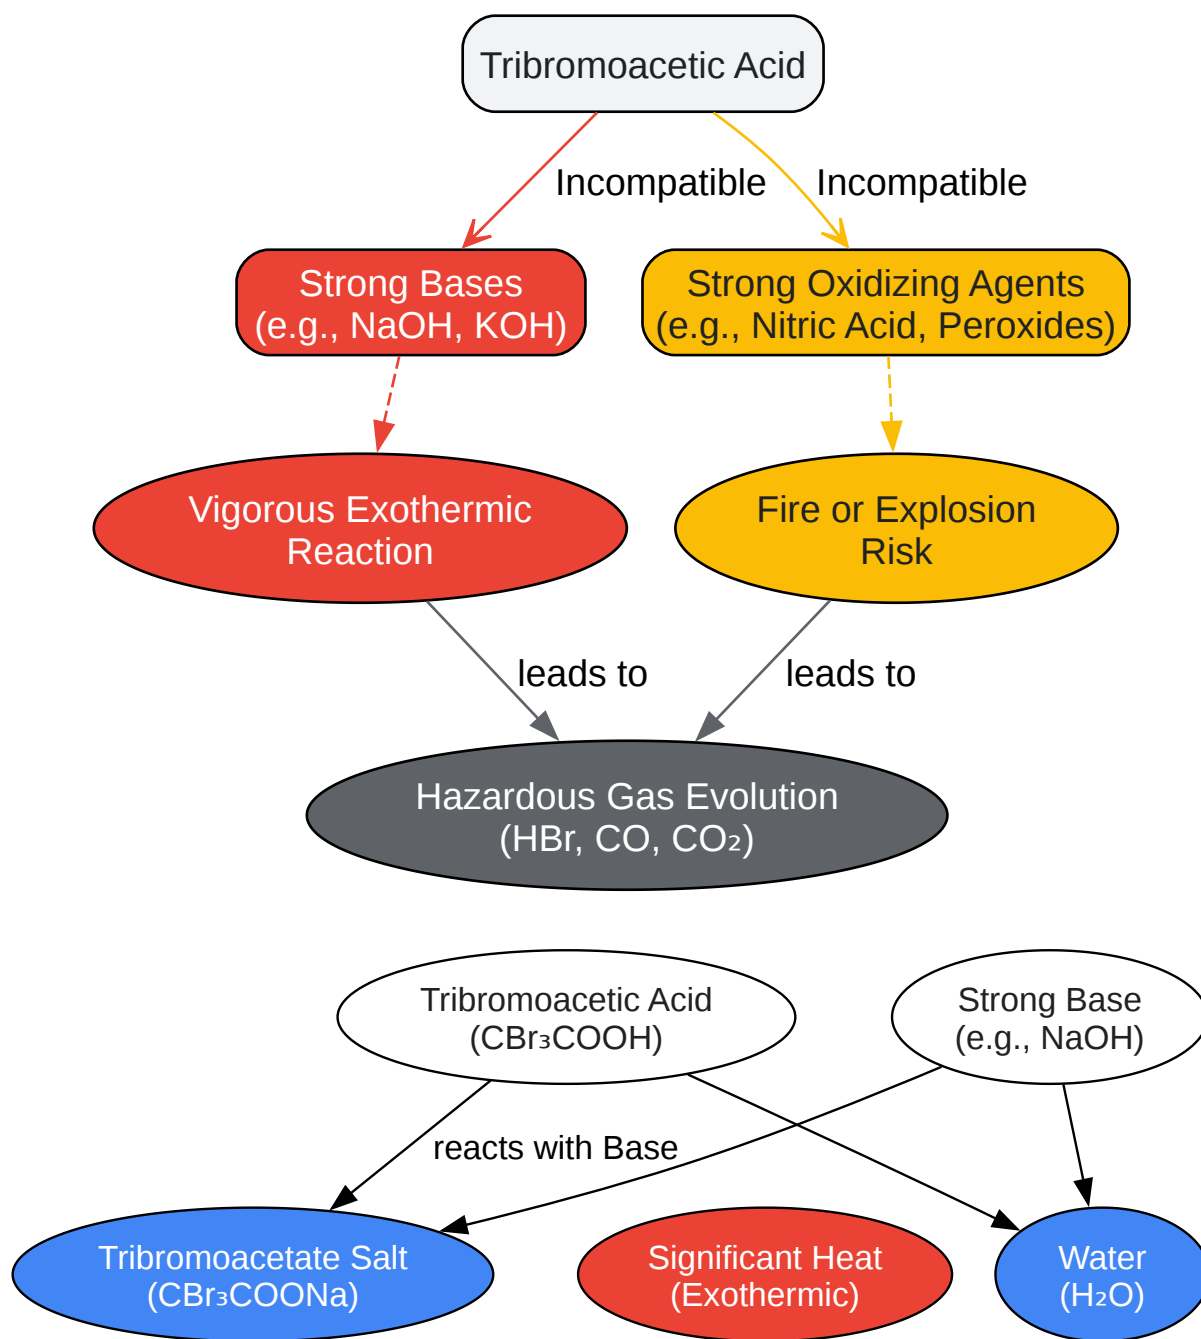 Tribromoacetic Acid
Incompatible
Incompatible
Strong Bases
(e.g., NaOH, KOH)
Strong Oxidizing Agents
(e.g., Nitric Acid, Peroxides)
Vigorous Exothermic
Reaction
Fire or Explosion
Risk
leads to
leads to
Hazardous Gas Evolution
(HBr, CO, CO₂)
Tribromoacetic Acid
(CBr₃COOH)
Strong Base
(e.g., NaOH)
reacts with Base
Tribromoacetate Salt
(CBr₃COONa)
Significant Heat
(Exothermic)
Water
(H₂O)